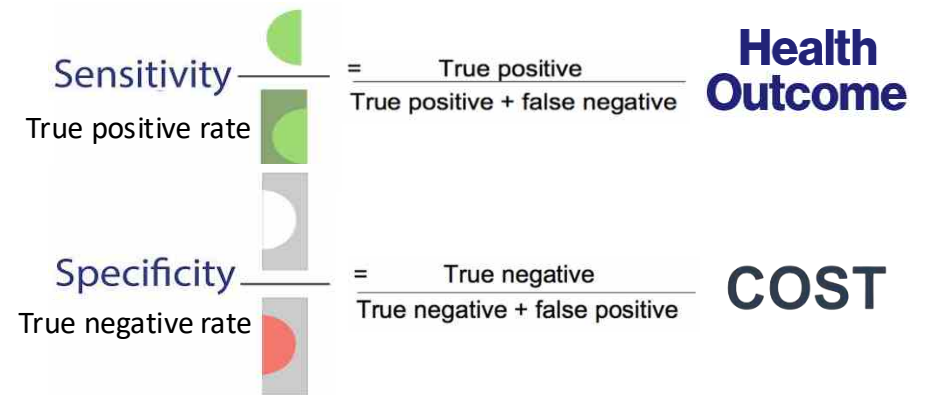 Sensitivity
True positive rate
= True positive
True positive + false negative
Health
Outcome
Specificity
True negative rate
= True negative
True negative + false positive
COST